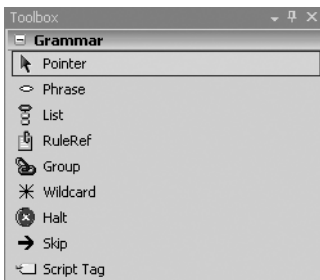 Toolbox
Grammar
Pointer
Phrase
List
RuleRef
Group
Wildcard
Halt
Skip
Script Tag